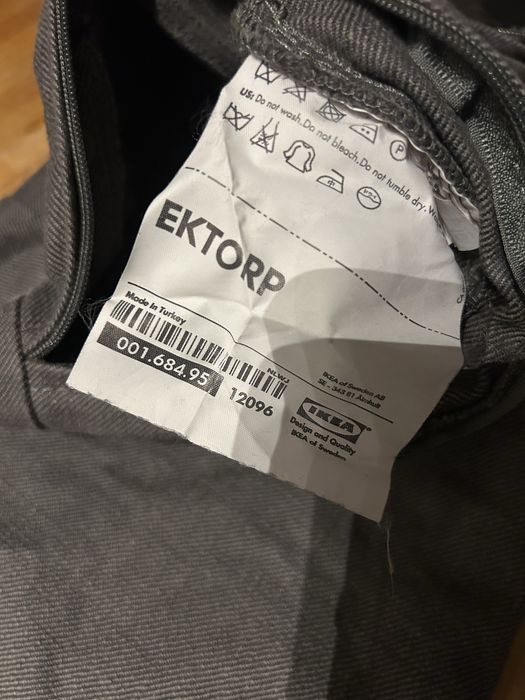 P
US: Do not wash. Do not bleach. Do not tumble dry.
EKTORP
Made in Turkey
NLWJ
001.684.95
12096
IKEA of Sweden AB
SE - 343 81 Älmhult
IKEA
Design and Quality
IKEA of Sweden